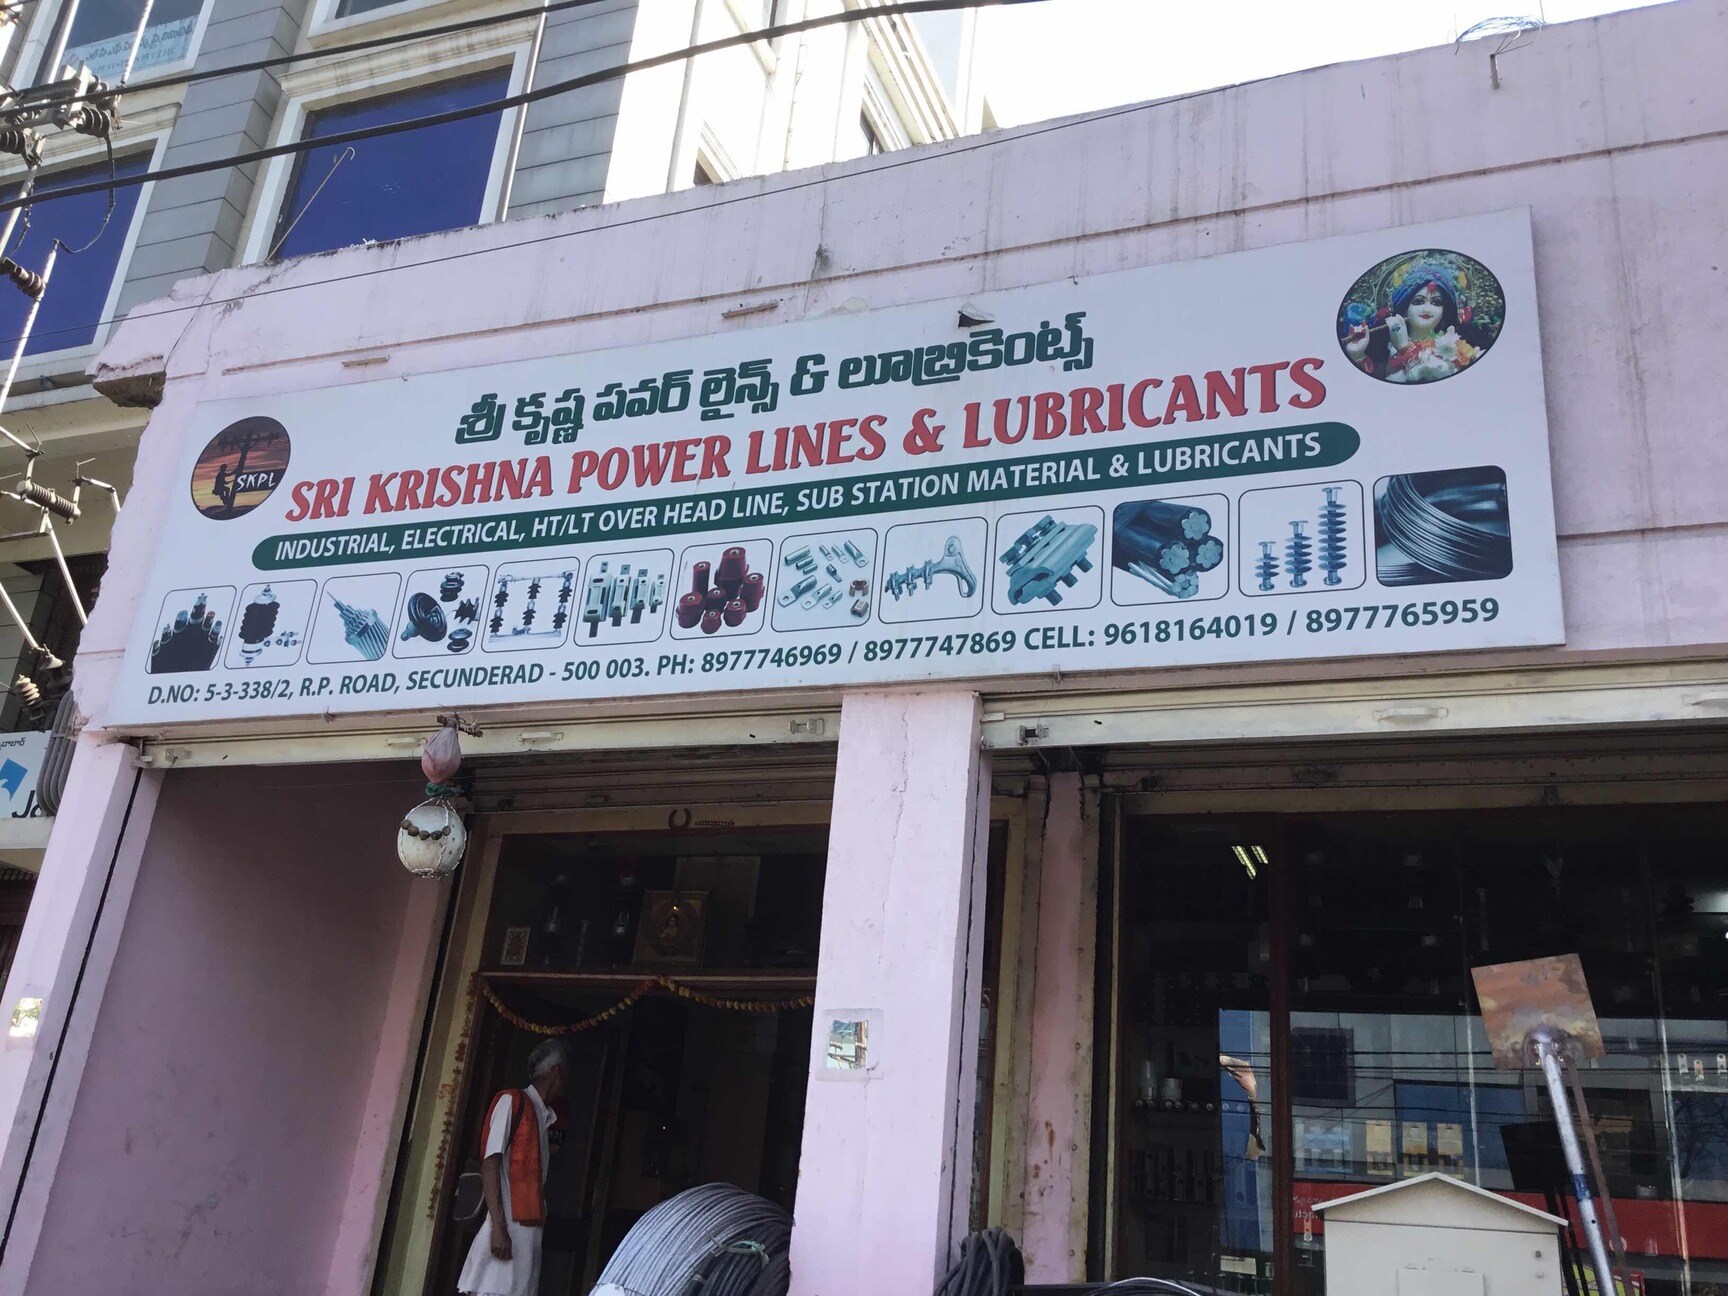 శ్రీ కృష్ణ పవర్ లైన్స్ & లూబ్రికెంట్స్
SRI KRISHNA POWER LINES & LUBRICANTS
SKPL
INDUSTRIAL, ELECTRICAL, HT/LT OVER HEAD LINE, SUB STATION MATERIAL & LUBRICANTS
D.NO: 5-3-338/2, R.P. ROAD, SECUNDERAD - 500 003. PH: 8977746969 / 8977747869 CELL: 9618164019 / 8977765959